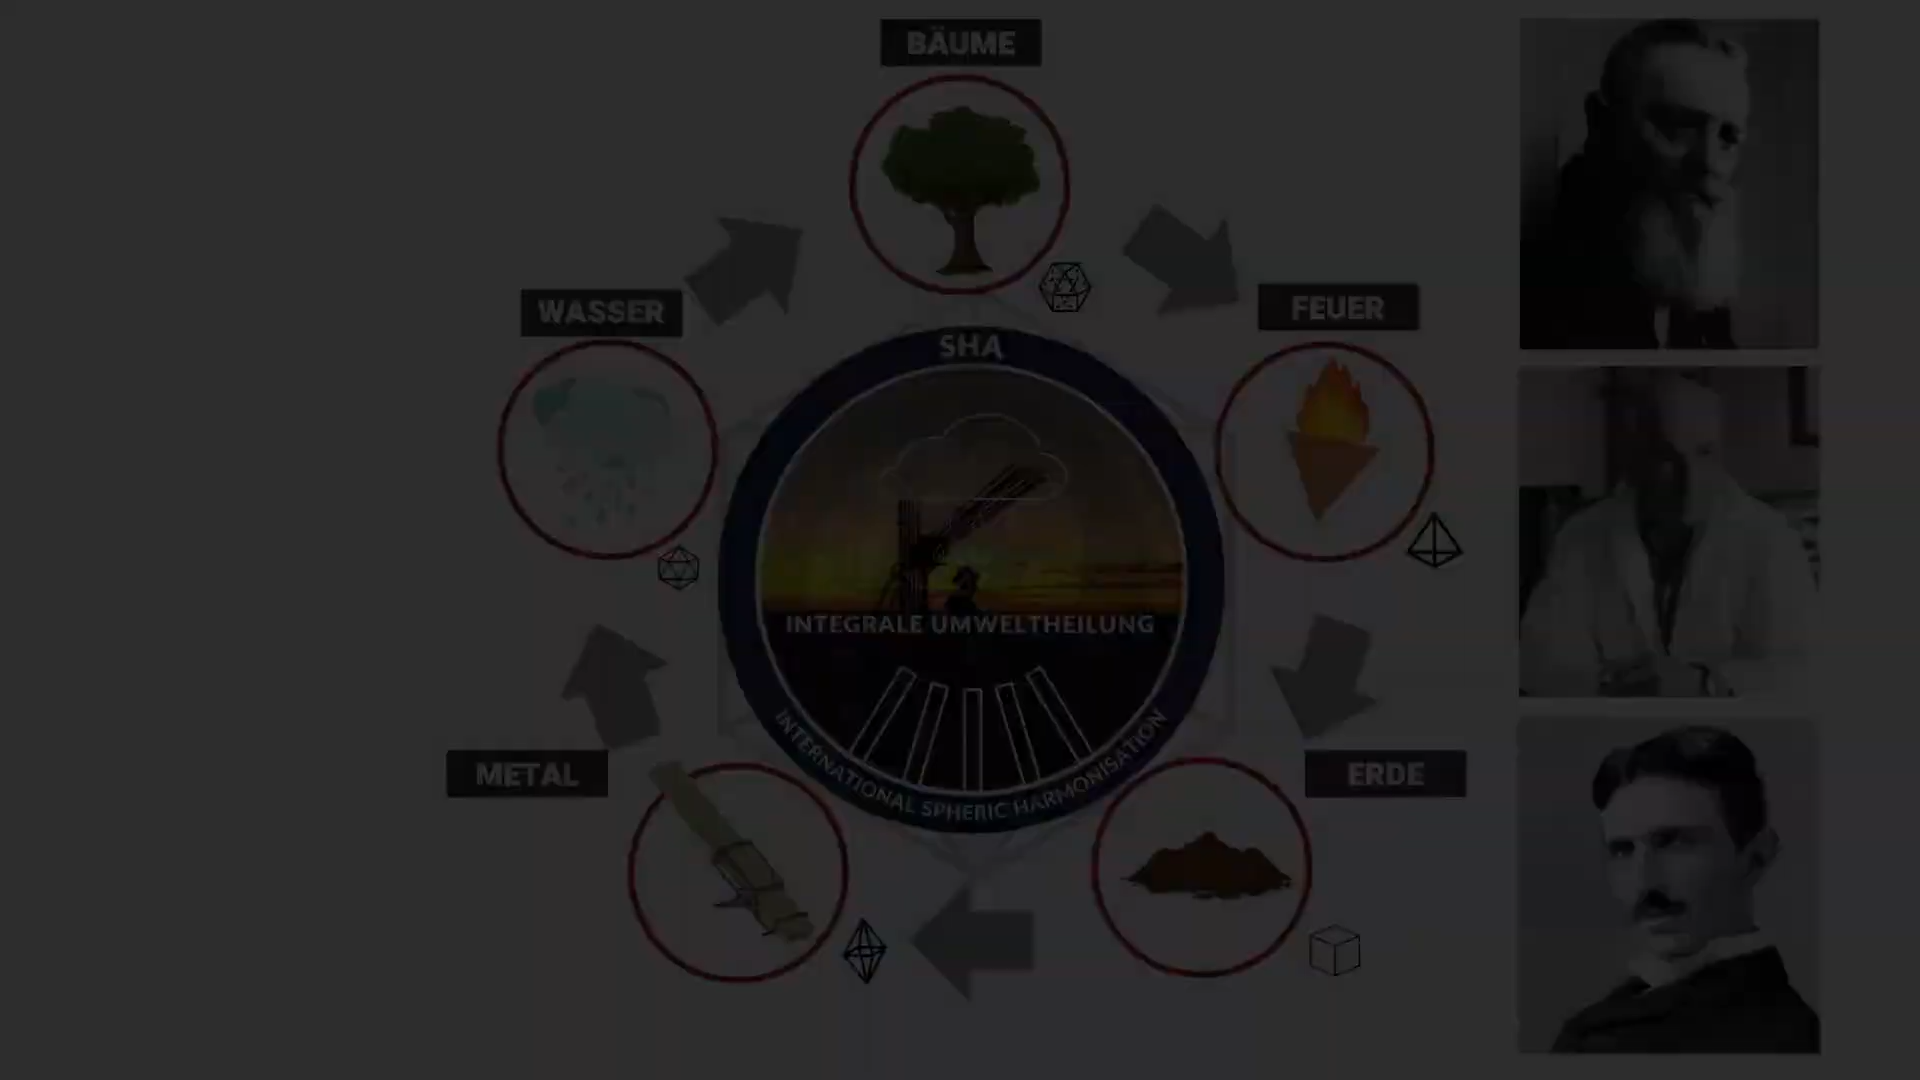 BÄUME
WASSER
FEUER
SHA
INTEGRALE UMWELTHEILUNG
INTERNATIONAL SPHERIC HARMONISATION
METAL
ERDE